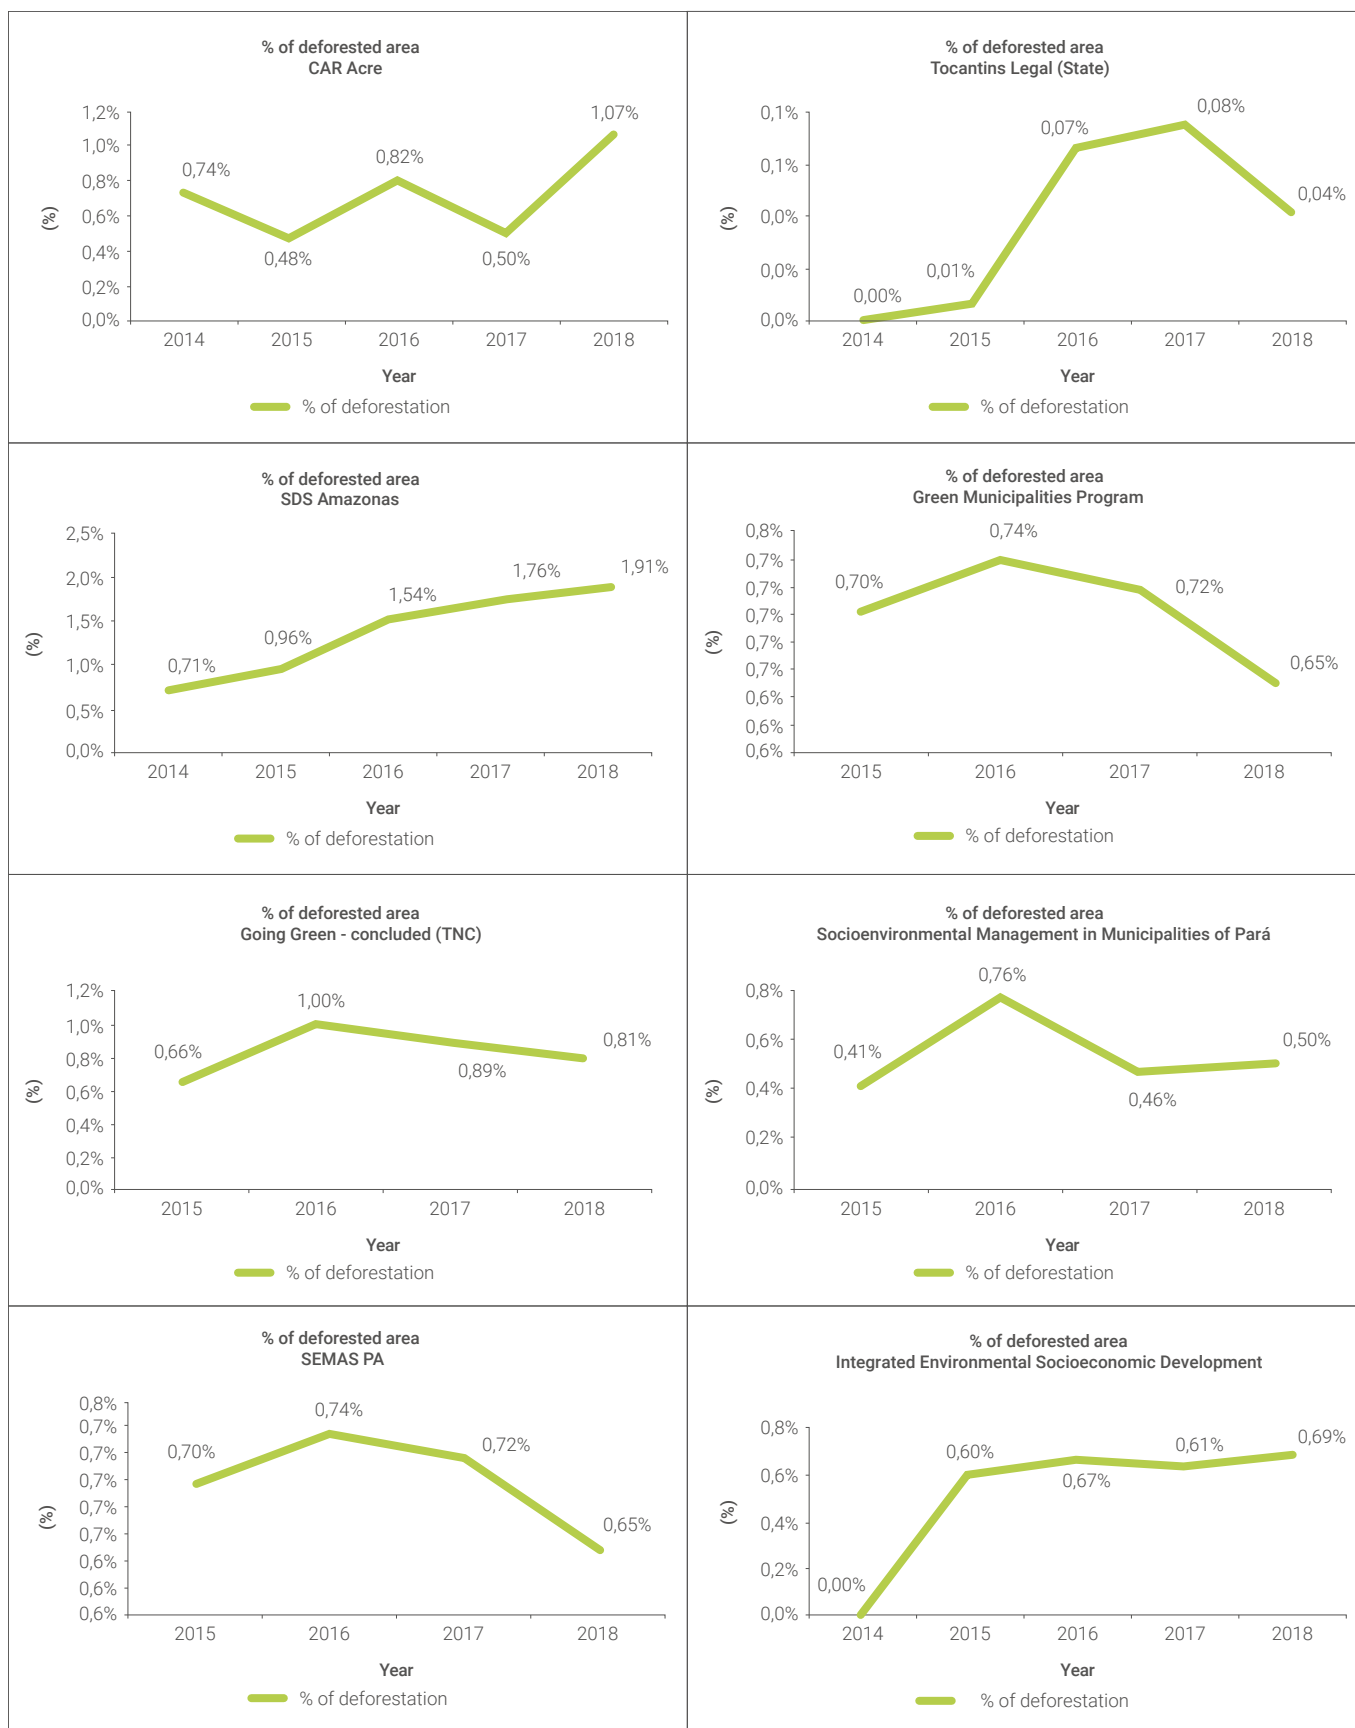 % of deforested area
CAR Acre
1,2%
1,0%
0,8%
0,6%
0,4%
0,2%
0,0%
(%)
0,74%
0,48%
0,82%
0,50%
1,07%
2014 2015 2016 2017 2018
Year
% of deforestation
% of deforested area
Tocantins Legal (State)
0,1%
0,1%
0,0%
0,0%
0,0%
(%)
0,00%
0,01%
0,07%
0,08%
0,04%
2014 2015 2016 2017 2018
Year
% of deforestation
% of deforested area
SDS Amazonas
2,5%
2,0%
1,5%
1,0%
0,5%
0,0%
(%)
0,71%
0,96%
1,54%
1,76%
1,91%
2014 2015 2016 2017 2018
Year
% of deforestation
% of deforested area
Green Municipalities Program
0,8%
0,7%
0,7%
0,7%
0,7%
0,7%
0,6%
0,6%
0,6%
(%)
0,70%
0,74%
0,72%
0,65%
2015 2016 2017 2018
Year
% of deforestation
% of deforested area
Going Green - concluded (TNC)
1,2%
1,0%
0,8%
0,6%
0,4%
0,2%
0,0%
(%)
0,66%
1,00%
0,89%
0,81%
2015 2016 2017 2018
Year
% of deforestation
% of deforested area
Socioenvironmental Management in Municipalities of Pará
0,8%
0,6%
0,4%
0,2%
0,0%
(%)
0,41%
0,76%
0,46%
0,50%
2015 2016 2017 2018
Year
% of deforestation
% of deforested area
SEMAS PA
0,8%
0,7%
0,7%
0,7%
0,7%
0,7%
0,6%
0,6%
0,6%
(%)
0,70%
0,74%
0,72%
0,65%
2015 2016 2017 2018
Year
% of deforestation
% of deforested area
Integrated Environmental Socioeconomic Development
0,8%
0,6%
0,4%
0,2%
0,0%
(%)
0,00%
0,60%
0,67%
0,61%
0,69%
2014 2015 2016 2017 2018
Year
% of deforestation